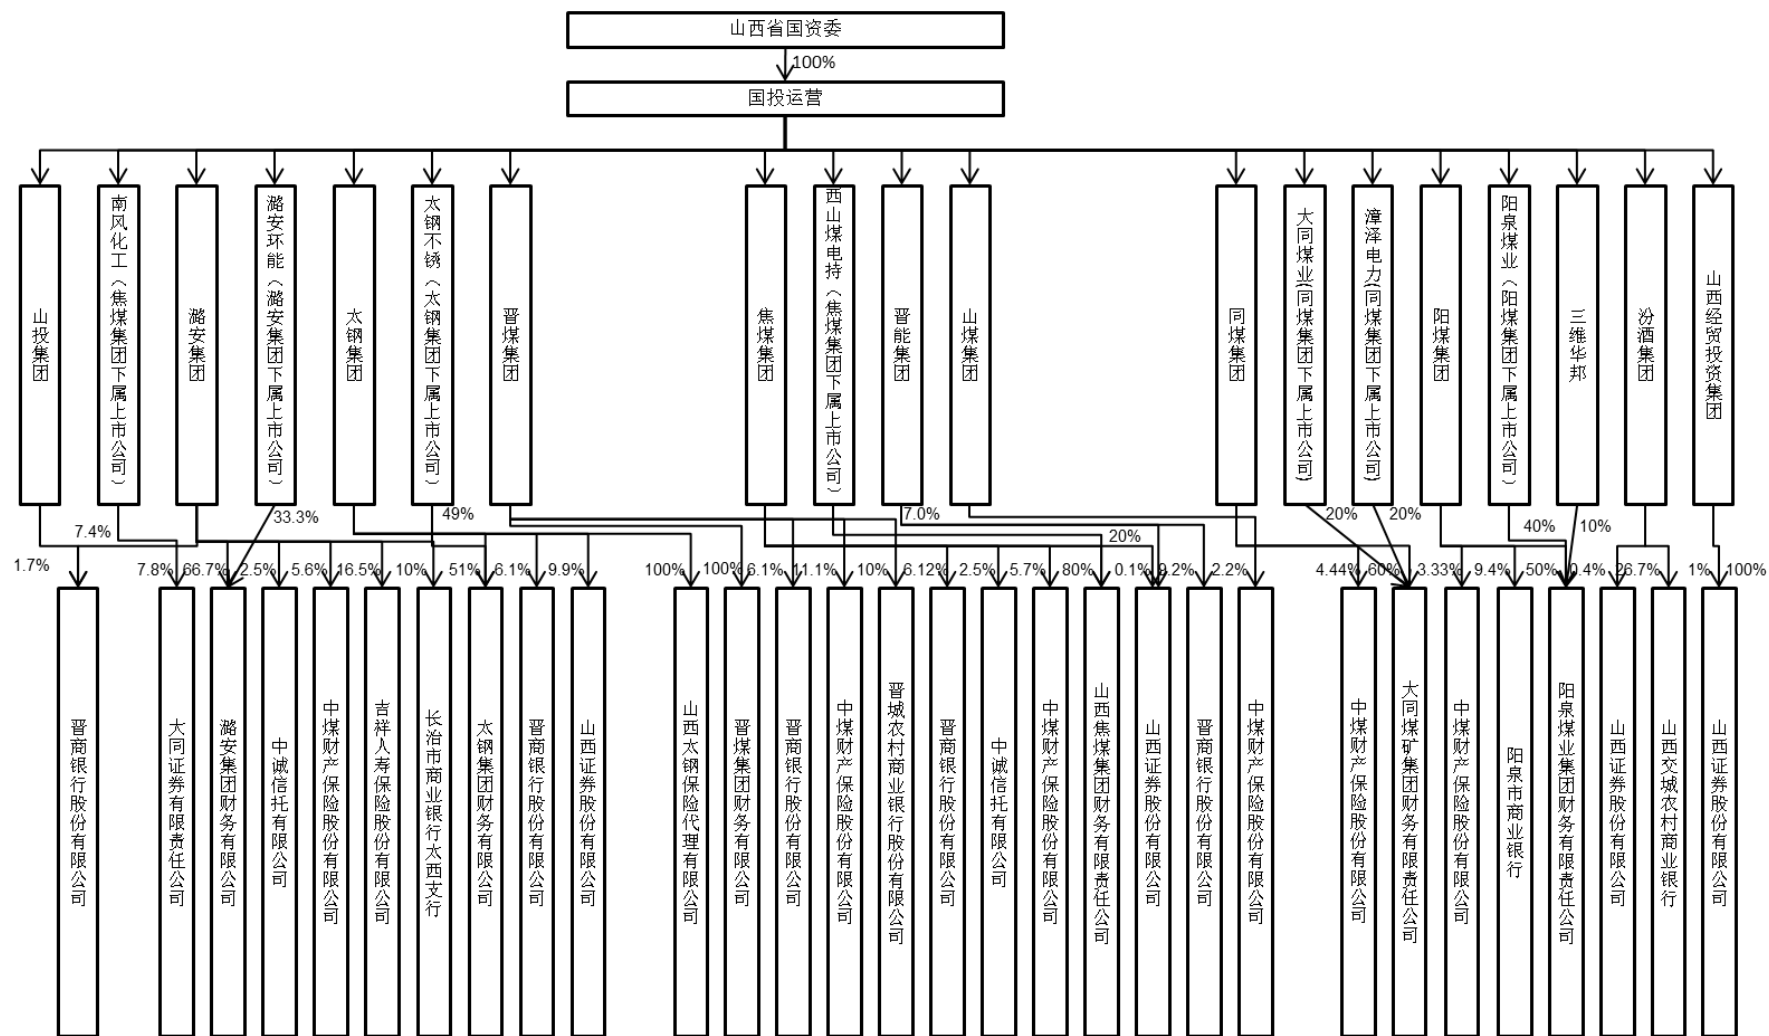 山西省国资委
100%
国投运营
山投集团
南风化工（焦煤集团下属上市公司）
潞安集团
潞安环能（潞安集团下属上市公司）
太钢集团
太钢不锈（太钢集团下属上市公司）
晋煤集团
焦煤集团
西山煤电持（焦煤集团下属上市公司）
晋能集团
山煤集团
同煤集团
大同煤业(同煤集团下属上市公司)
漳泽电力(同煤集团下属上市公司)
阳煤集团
阳泉煤业（阳煤集团下属上市公司）
三维华邦
汾酒集团
山西经贸投资集团
7.4%
33.3%
49%
7.0%
20%
20%
20%
40%
10%
1.7%
7.8%
66.7%
2.5%
5.6%
16.5%
10%
51%
6.1%
9.9%
100%
100%
6.1%
11.1%
10%
6.12%
2.5%
5.7%
80%
0.1%
9.2%
2.2%
4.44%
60%
3.33%
9.4%
50%
0.4%
26.7%
1%
100%
晋商银行股份有限公司
大同证券有限责任公司
潞安集团财务有限公司
中诚信托有限公司
中煤财产保险股份有限公司
吉祥人寿保险股份有限公司
长治市商业银行太西支行
太钢集团财务有限公司
晋商银行股份有限公司
山西证券股份有限公司
山西太钢保险代理有限公司
晋煤集团财务有限公司
晋商银行股份有限公司
中煤财产保险股份有限公司
晋城农村商业银行股份有限公司
晋商银行股份有限公司
中诚信托有限公司
中煤财产保险股份有限公司
山西焦煤集团财务有限责任公司
山西证券股份有限公司
晋商银行股份有限公司
中煤财产保险股份有限公司
中煤财产保险股份有限公司
大同煤矿集团财务有限责任公司
中煤财产保险股份有限公司
阳泉市商业银行
阳泉煤业集团财务有限责任公司
山西证券股份有限公司
山西交城农村商业银行
山西证券股份有限公司